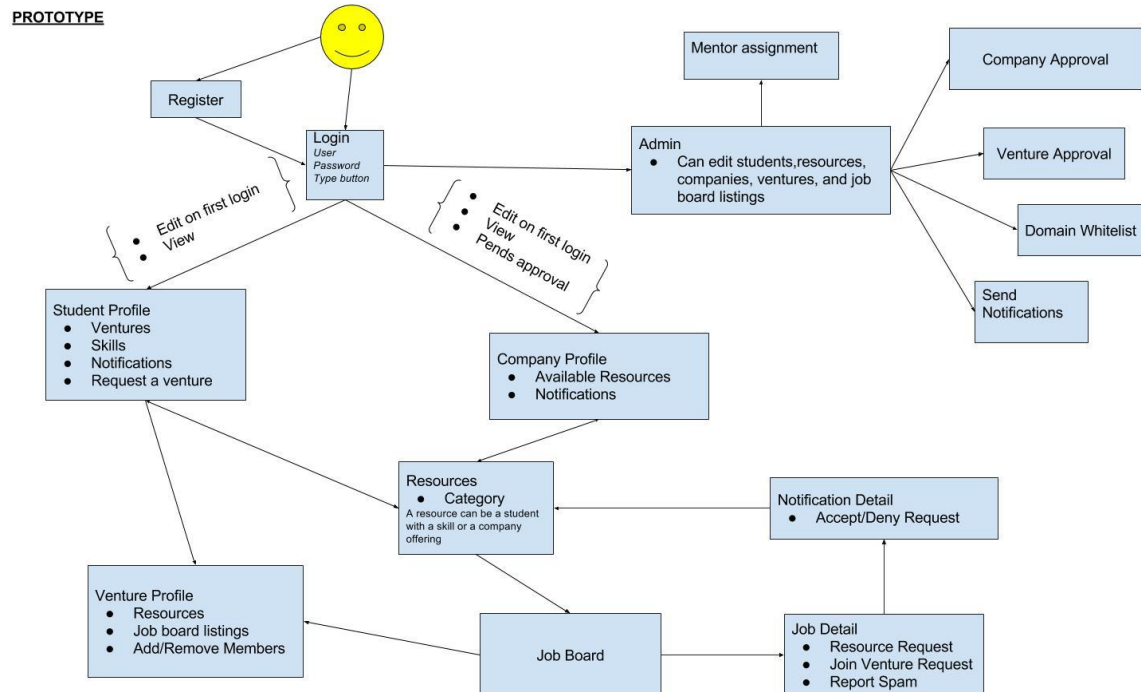 PROTOTYPE
Register
Login
User
Password
Type button
Mentor assignment
Admin
● Can edit students,resources,
companies, ventures, and job
board listings
Company Approval
Venture Approval
Domain Whitelist
Send
Notifications
● Edit on first login
● View
● Edit on first login
● View
● Pends approval
Student Profile
● Ventures
● Skills
● Notifications
● Request a venture
Company Profile
● Available Resources
● Notifications
Resources
● Category
A resource can be a student
with a skill or a company
offering
Notification Detail
● Accept/Deny Request
Venture Profile
● Resources
● Job board listings
● Add/Remove Members
Job Board
Job Detail
● Resource Request
● Join Venture Request
● Report Spam